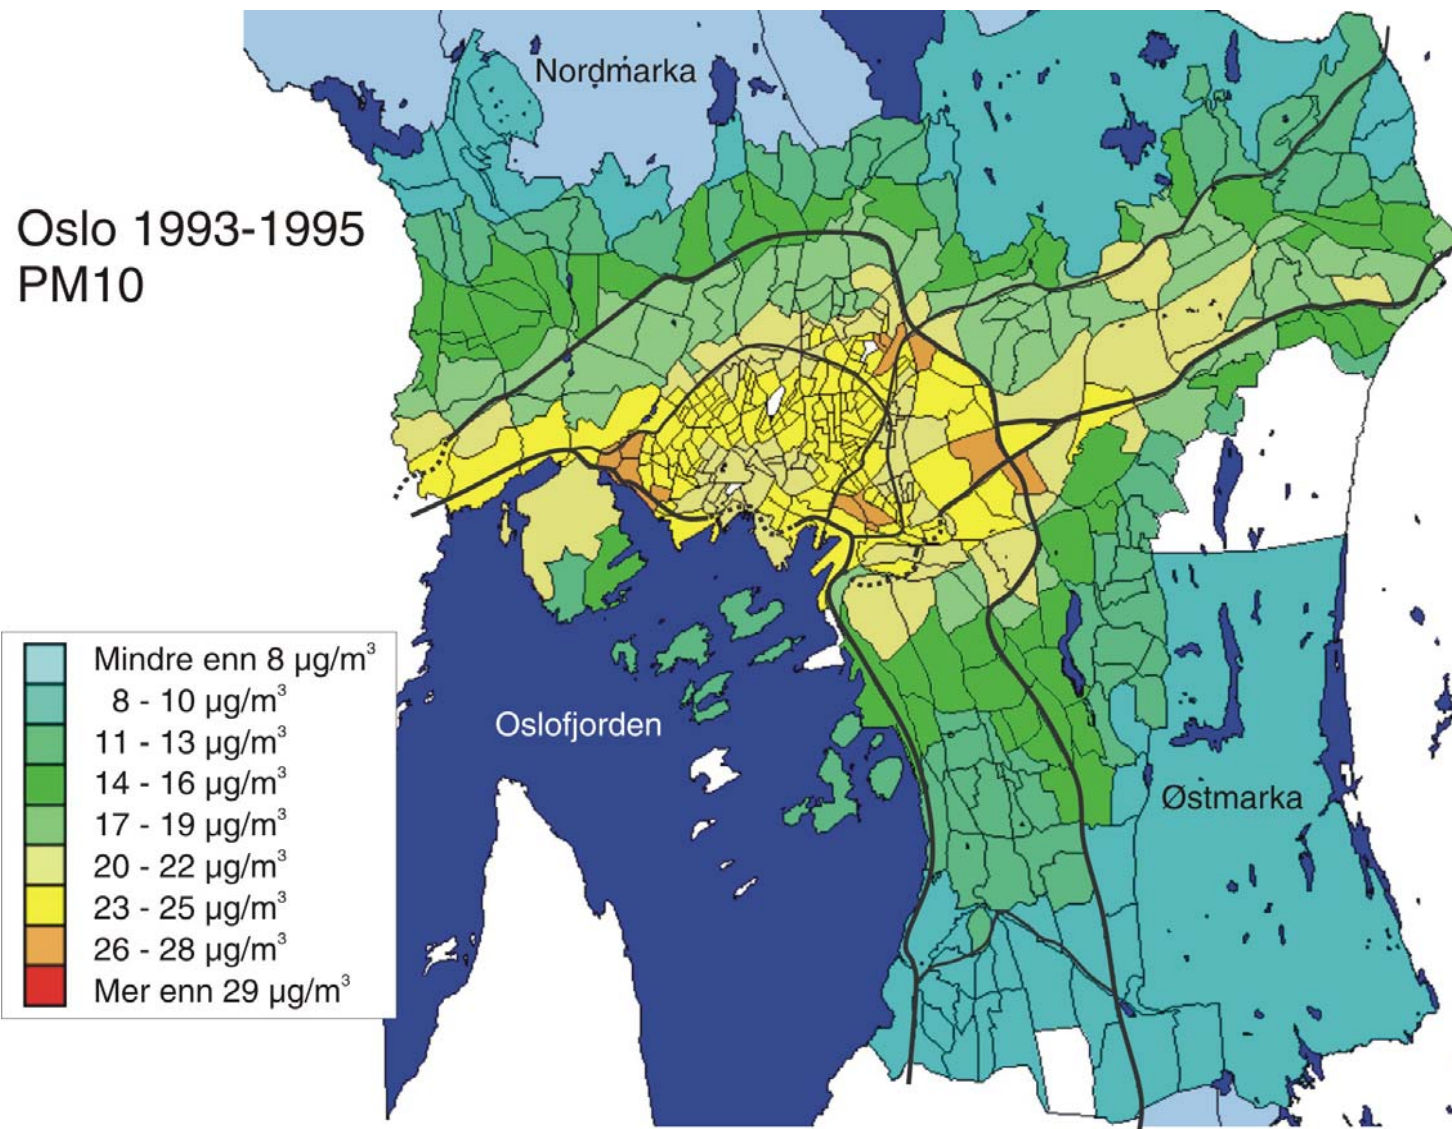 Nordmarka
Oslo 1993-1995
PM10
Mindre enn 8 µg/m³
8 - 10 µg/m³
11 - 13 µg/m³
14 - 16 µg/m³
17 - 19 µg/m³
20 - 22 µg/m³
23 - 25 µg/m³
26 - 28 µg/m³
Mer enn 29 µg/m³
Oslofjorden
Østmarka